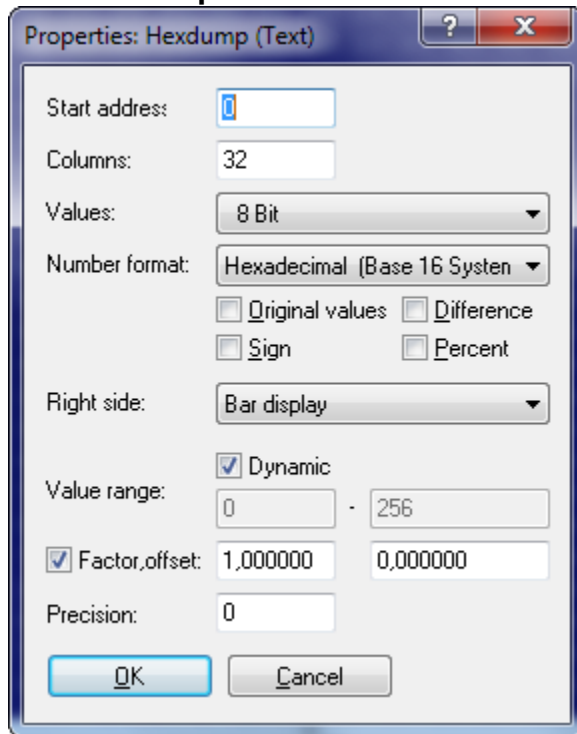 Properties: Hexdump (Text)
?
Start address 0
Columns: 32
Values: 8 Bit
Number format: Hexadecimal (Base 16 System
Original values Difference
Sign Percent
Right side: Bar display
Dynamic
Value range: 0 - 256
Factor,offset: 1,000000 0,000000
Precision: 0
OK Cancel